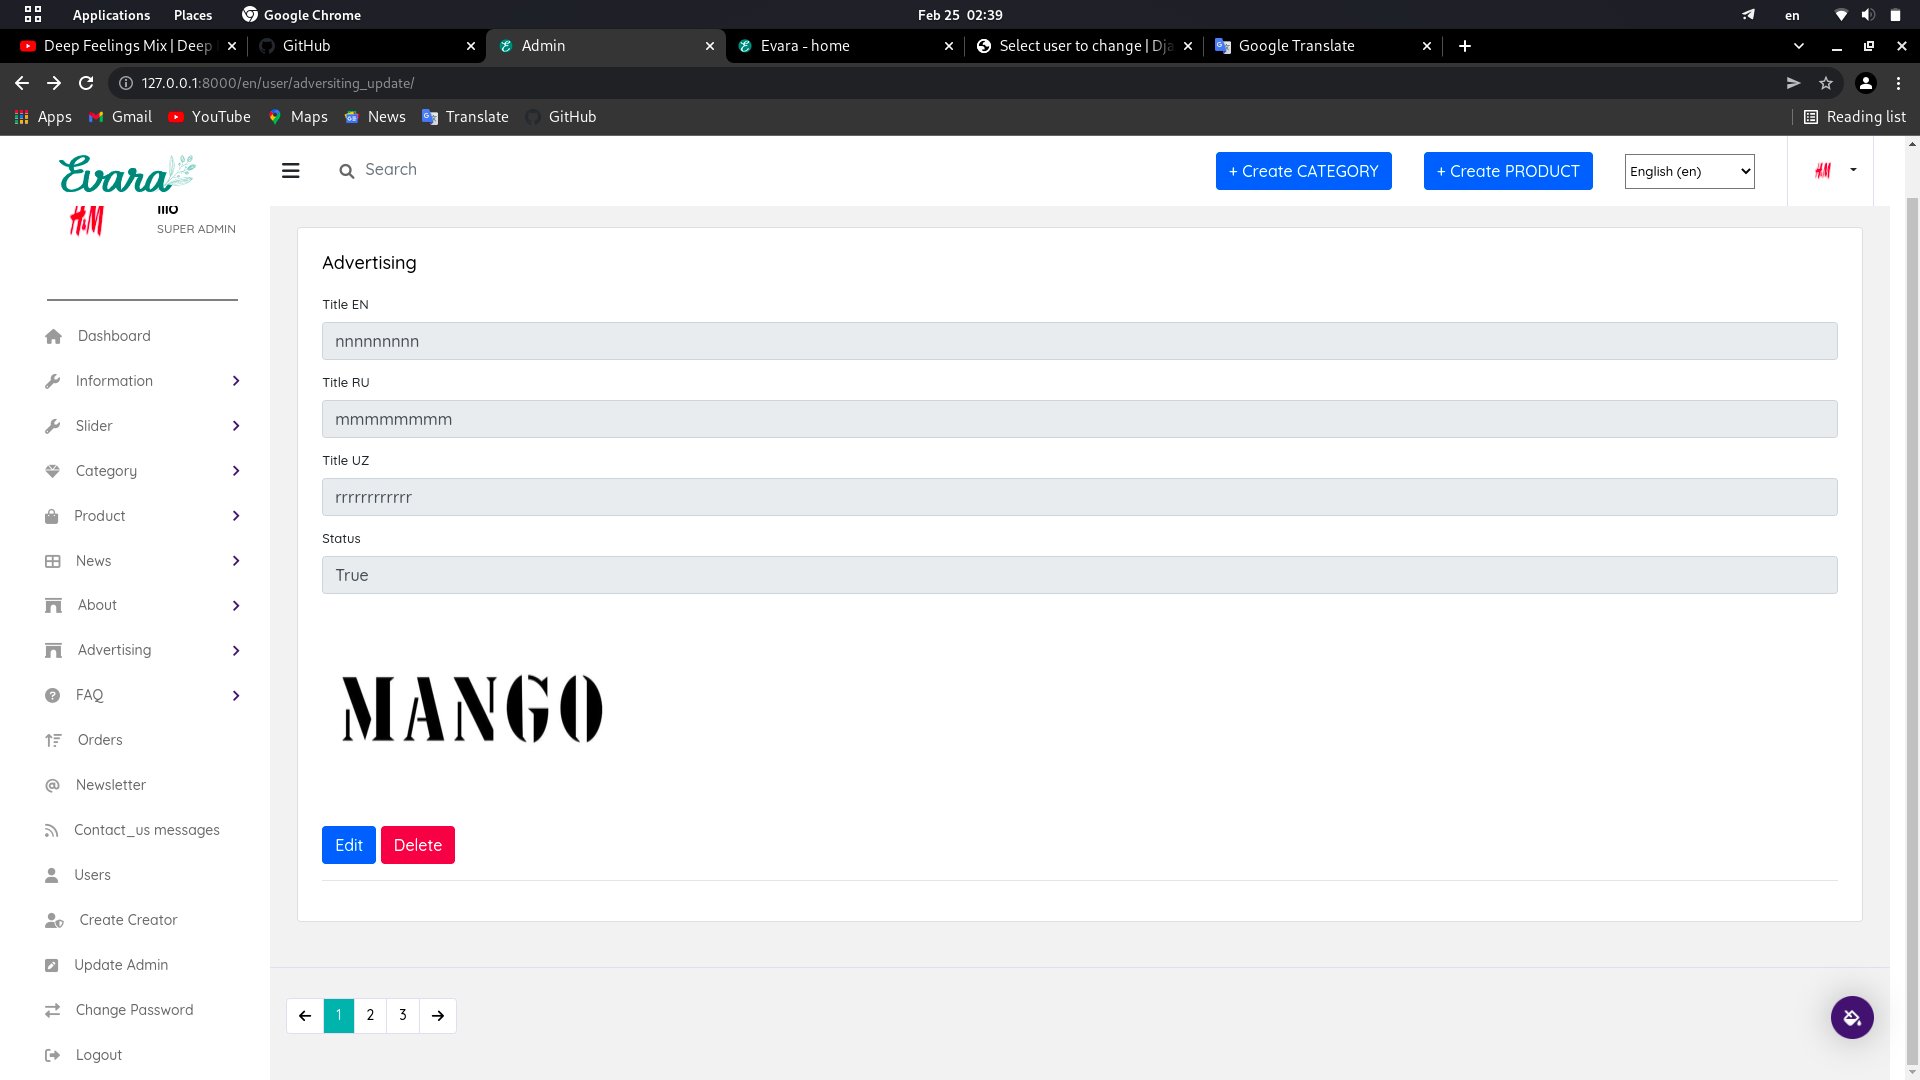 Applications Places Google Chrome Feb 25 02:39 en
Deep Feelings Mix | Deep GitHub Admin Evara - home Select user to change | Dja Google Translate
127.0.0.1:8000/en/user/adversiting_update/
Apps Gmail YouTube Maps News Translate GitHub Reading list
Evara Search + Create CATEGORY + Create PRODUCT English (en) H&M
H&M
SUPER ADMIN
Dashboard
Information
Slider
Category
Product
News
About
Advertising
FAQ
Orders
Newsletter
Contact_us messages
Users
Create Creator
Update Admin
Change Password
Logout
Advertising
Title EN
nnnnnnnnn
Title RU
mmmmmmmm
Title UZ
rrrrrrrrrrrr
Status
True
MANGO
Edit Delete
1 2 3